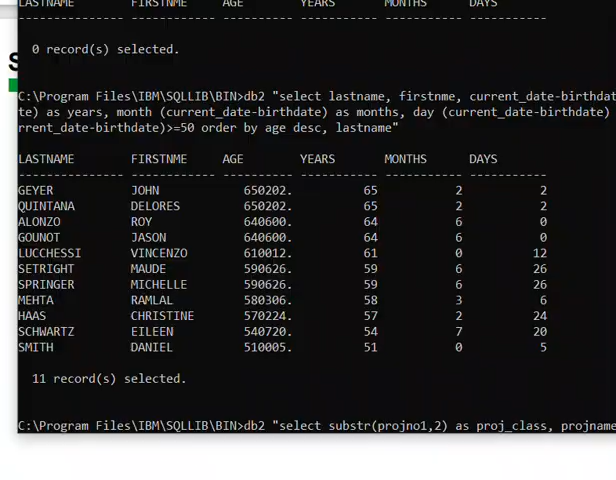 LASTNAME FIRSTNME AGE YEARS MONTHS DAYS
--------------- ------------ ---------- ----------- ----------- -----------
0 record(s) selected.
C:\Program Files\IBM\SQLLIB\BIN>db2 "select lastname, firstnme, current_date-birthdat
te) as years, month (current_date-birthdate) as months, day (current_date-birthdate)
rrent_date-birthdate)>=50 order by age desc, lastname"
LASTNAME FIRSTNME AGE YEARS MONTHS DAYS
--------------- ------------ ---------- ----------- ----------- -----------
GEYER JOHN 650202. 65 2 2
QUINTANA DELORES 650202. 65 2 2
ALONZO ROY 640600. 64 6 0
GOUNOT JASON 640600. 64 6 0
LUCCHESSI VINCENZO 610012. 61 0 12
SETRIGHT MAUDE 590626. 59 6 26
SPRINGER MICHELLE 590626. 59 6 26
MEHTA RAMLAL 580306. 58 3 6
HAAS CHRISTINE 570224. 57 2 24
SCHWARTZ EILEEN 540720. 54 7 20
SMITH DANIEL 510005. 51 0 5
11 record(s) selected.
C:\Program Files\IBM\SQLLIB\BIN>db2 "select substr(projno1,2) as proj_class, projname